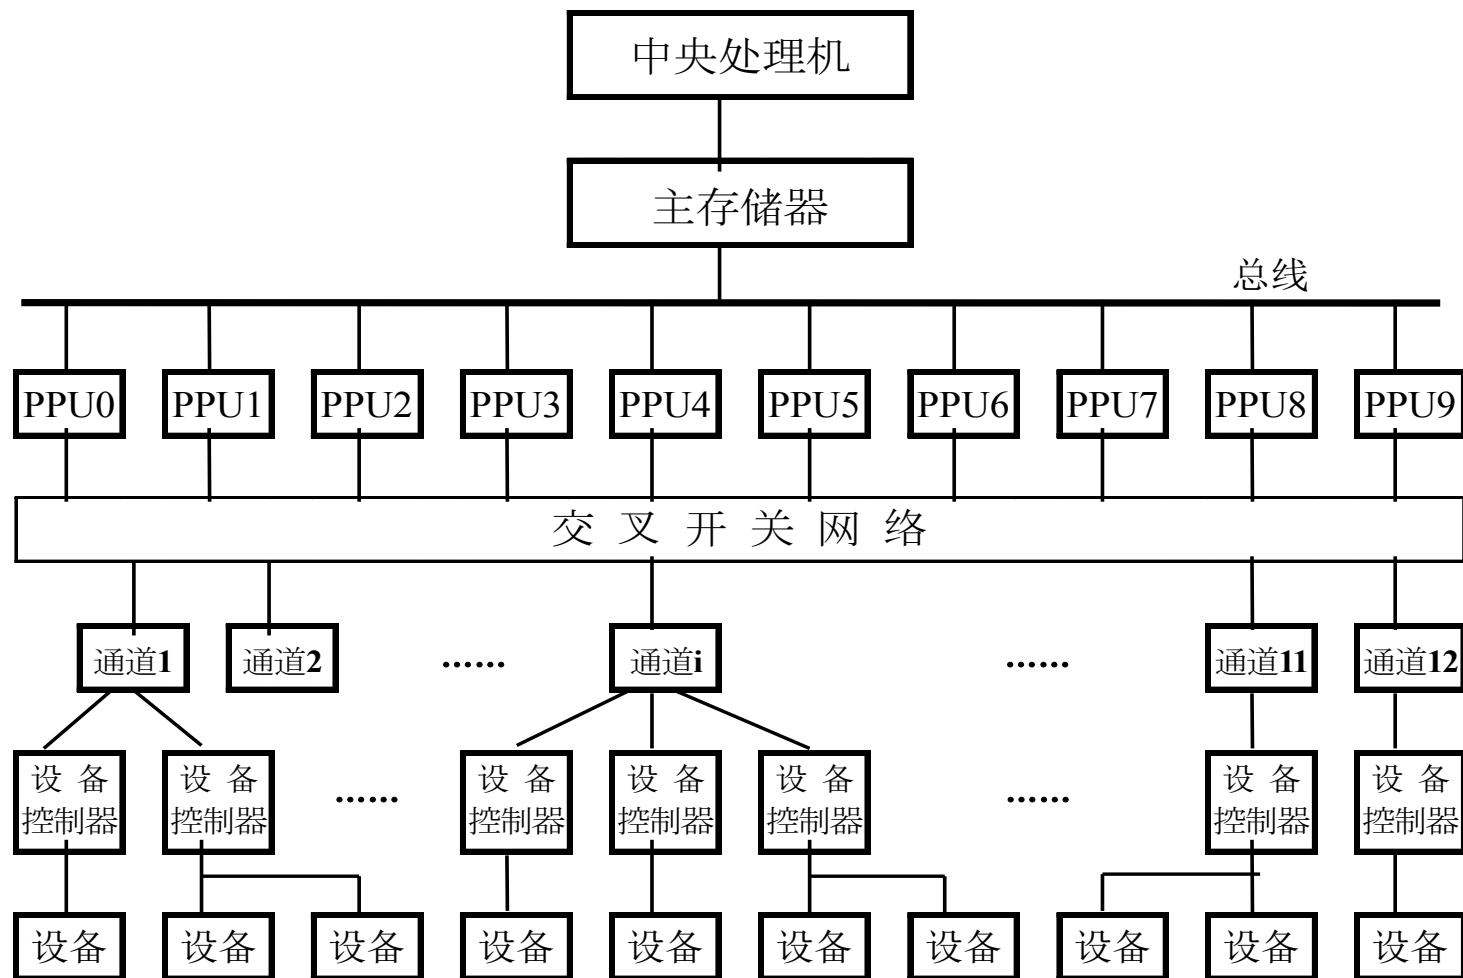 中央处理机
主存储器
总线
PPU0 PPU1 PPU2 PPU3 PPU4 PPU5 PPU6 PPU7 PPU8 PPU9
交 叉 开 关 网 络
通道1 通道2 ...... 通道i ...... 通道11 通道12
设 备 设 备 设 备 设 备 设 备 设 备 设 备
控制器 控制器 ...... 控制器 控制器 控制器 ...... 控制器 控制器
设备 设备 设备 设备 设备 设备 设备 设备 设备 设备